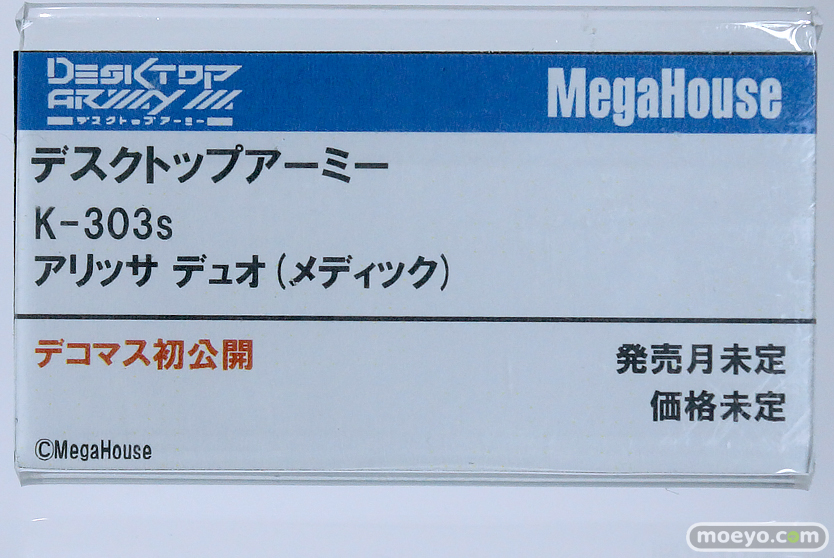 DESKTOP ARMY
デスクトップアーミー
MegaHouse
デスクトップアーミー
K-303s
アリッサ デュオ(メディック)
デコマス初公開
発売月未定
価格未定
©MegaHouse
moeyo.com